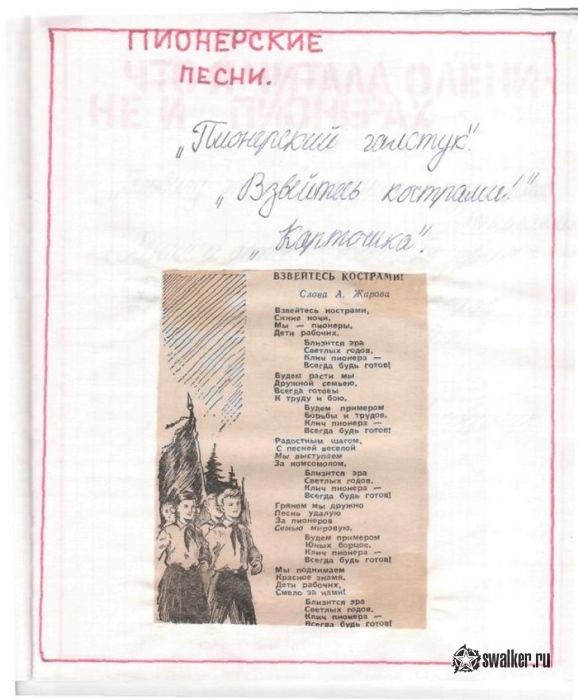 ПИОНЕРСКИЕ
ПЕСНИ.
„Пионерский галстук".
„Взвейтесь кострами!"
„Картошка".
ВЗВЕЙТЕСЬ КОСТРАМИ!
Слова А. Жарова
Взвейтесь кострами,
Синие ночи,
Мы — пионеры,
Дети рабочих,
Близится эра
Светлых годов,
Клич пионера —
Всегда будь готов!
Будем расти мы
Дружной семьею,
Всегда готовы
К труду и бою,
Будем примером
Борьбы и трудов,
Клич пионера —
Всегда будь готов!
Радостным шагом,
С песней веселой
Мы выступаем
За комсомолом,
Близится эра
Светлых годов,
Клич пионера —
Всегда будь готов!
Грянем мы дружно
Песнь удалую
За пионеров
Семью мировую,
Будем примером
Юных борцов,
Клич пионера —
Всегда будь готов!
Мы поднимаем
Красное знамя,
Дети рабочих,
Смело за нами!
Близится эра
Светлых годов,
Клич пионера —
Всегда будь готов!
swalker.ru